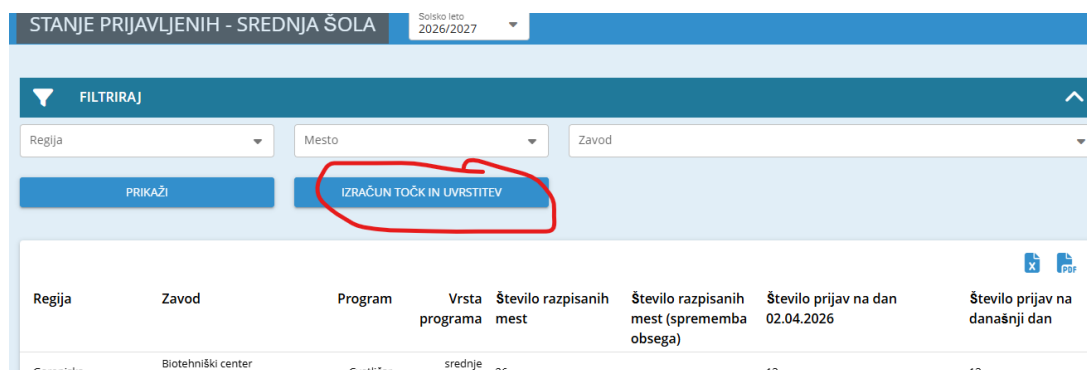 STANJE PRIJAVLJENIH - SREDNJA ŠOLA
Šolsko leto
2026/2027
FILTRIRAJ
Regija
Mesto
Zavod
PRIKAŽI
IZRAČUN TOČK IN UVRSTITEV
X
PDF
Regija
Zavod
Program
Vrsta
programa
Število razpisanih
mest
Število razpisanih
mest (sprememba
obsega)
Število prijav na dan
02.04.2026
Število prijav na
današnji dan
Biotehniški center
srednje